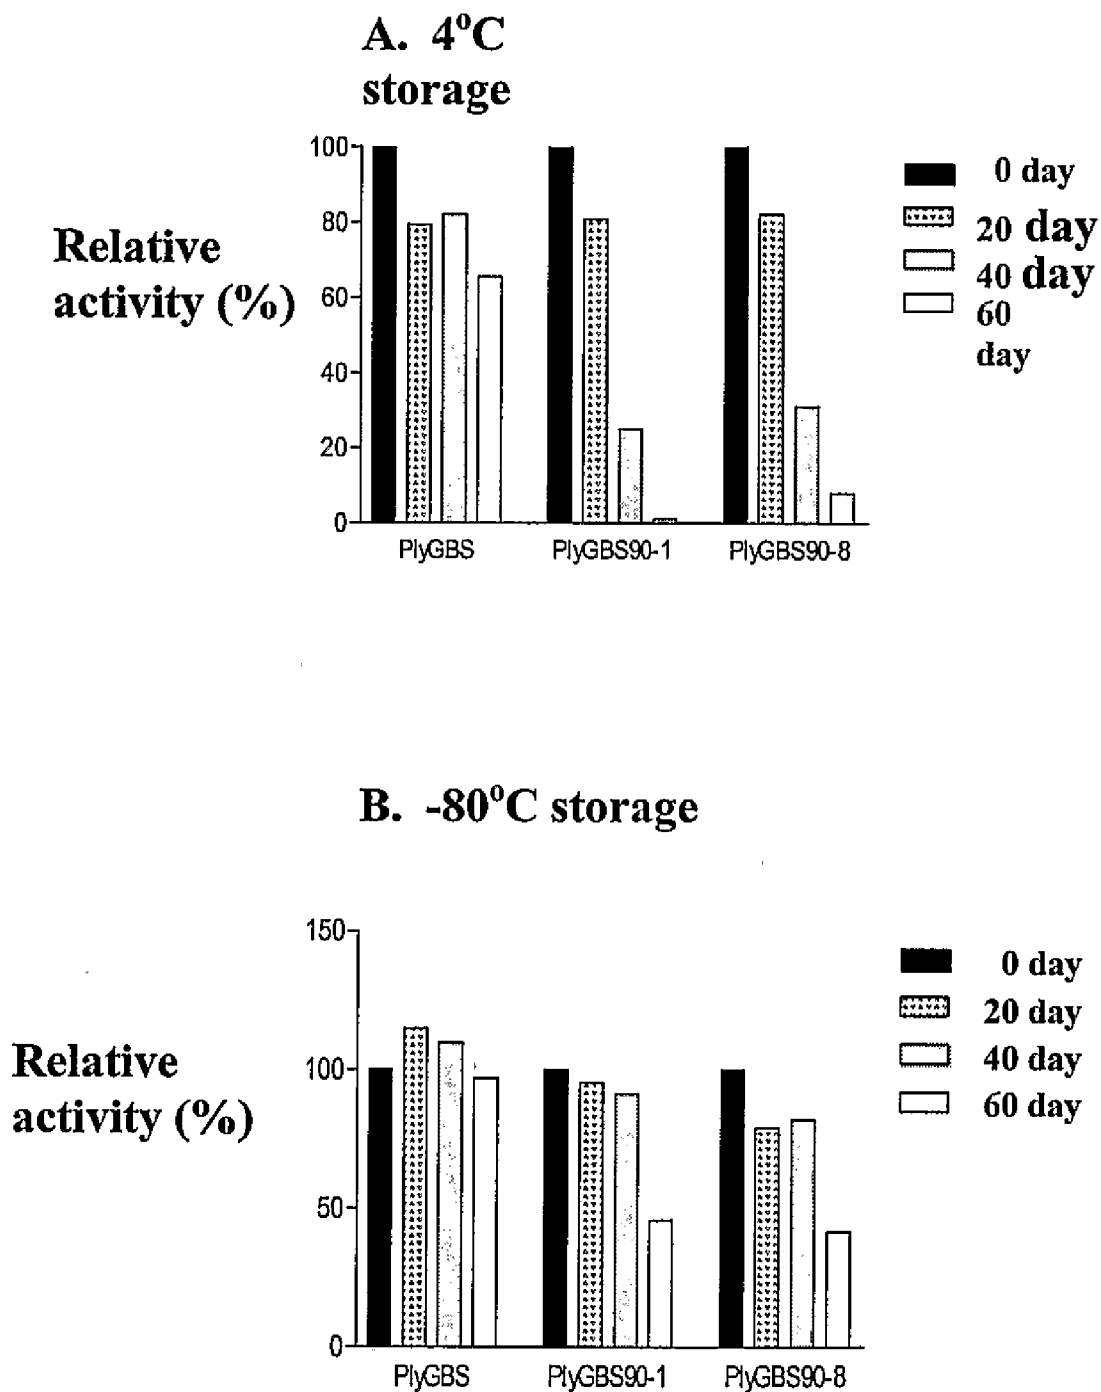 A. 4°C
storage
100
80
60
40
20
0
Relative
activity (%)
PlyGBS
PlyGBS90-1
PlyGBS90-8
0 day
20 day
40 day
60
day
B. -80°C storage
150
100
50
0
Relative
activity (%)
PlyGBS
PlyGBS90-1
PlyGBS90-8
0 day
20 day
40 day
60 day